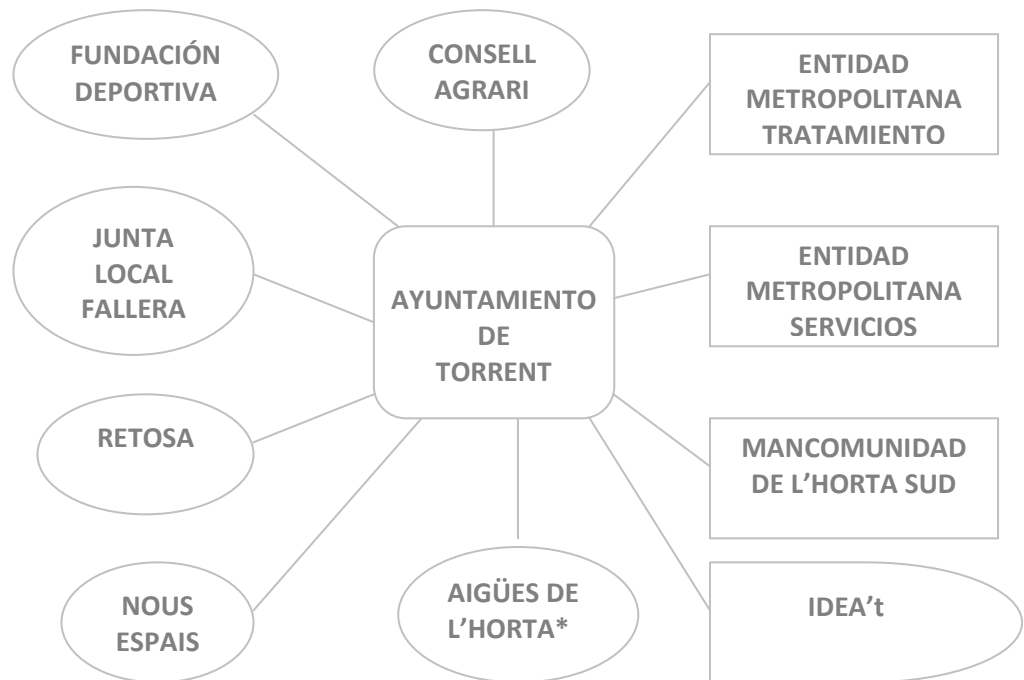 FUNDACIÓN
DEPORTIVA
CONSELL
AGRARI
ENTIDAD
METROPOLITANA
TRATAMIENTO
JUNTA
LOCAL
FALLERA
AYUNTAMIENTO
DE
TORRENT
ENTIDAD
METROPOLITANA
SERVICIOS
RETOSA
MANCOMUNIDAD
DE L’HORTA SUD
NOUS
ESPAIS
AIGÜES DE
L’HORTA*
IDEA’t